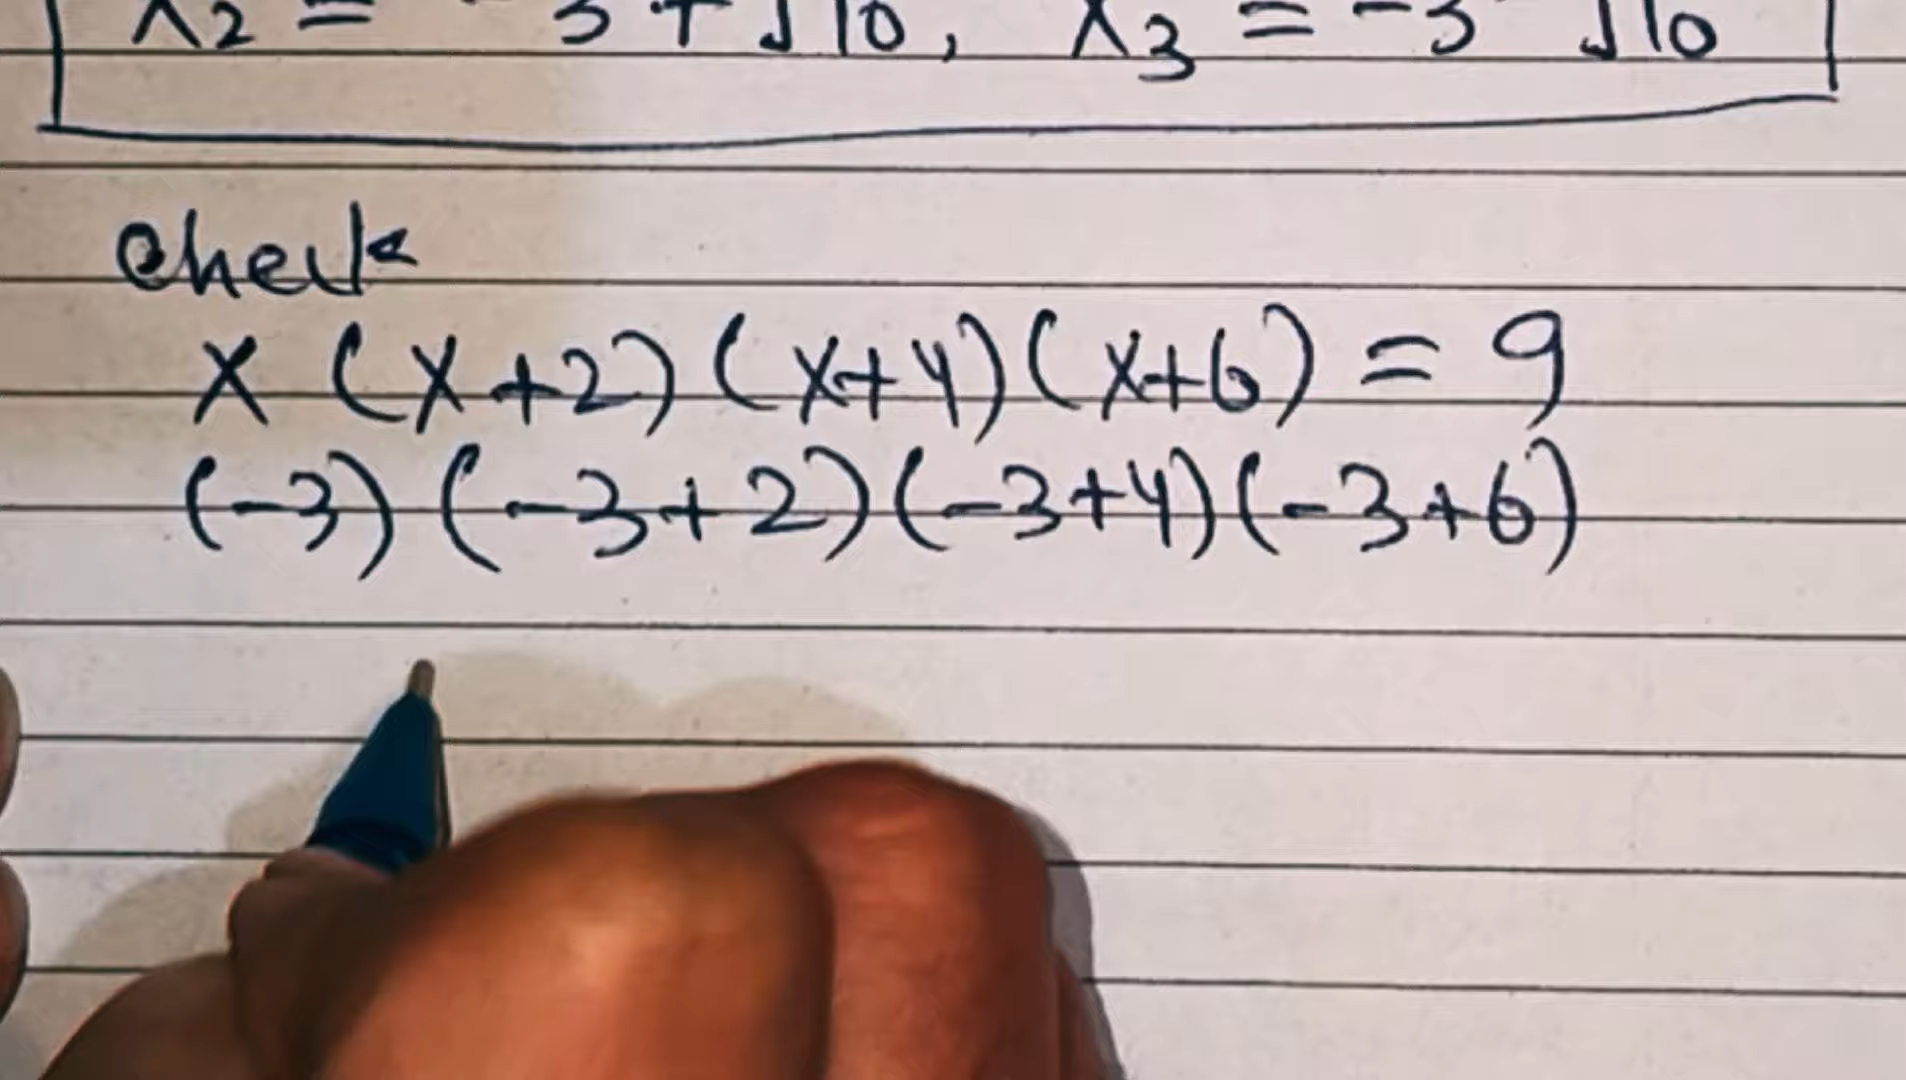 x2 = -3+√10, x3 = -3-√10
check
x (x+2)(x+4)(x+6) = 9
(-3)(-3+2)(-3+4)(-3+6)